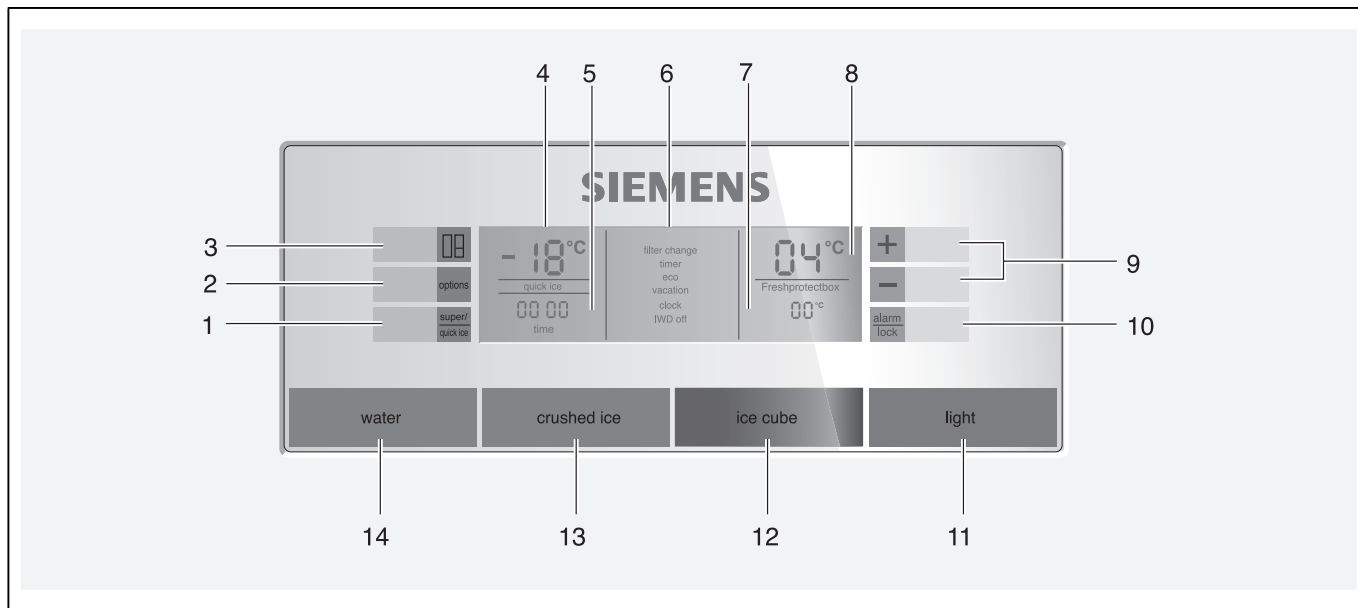 4 5 6 7 8
SIEMENS
3
-18°C
quick ice
00 00
time
filter change
timer
eco
vacation
clock
IWD off
04°C
Freshprotectbox
00°C
+
−
9
2
options
1
super/
quick ice
alarm
lock
10
water
crushed ice
ice cube
light
14 13 12 11